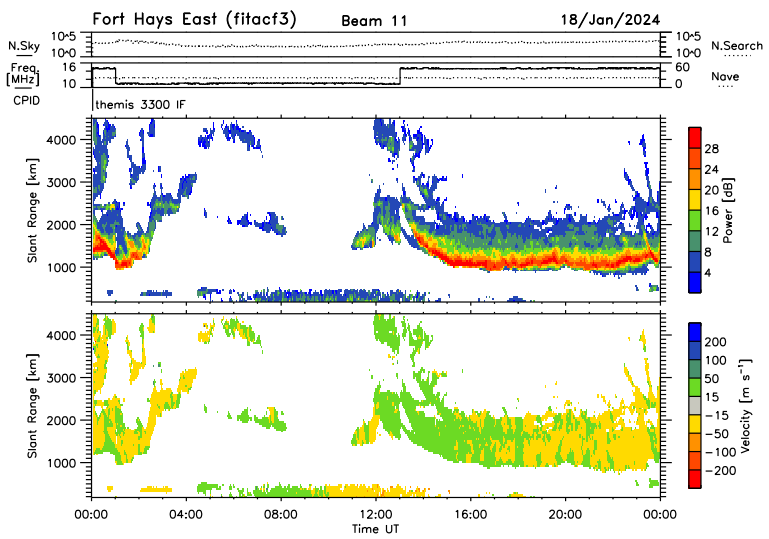 Fort Hays East (fitacf3) Beam 11 18/Jan/2024
N.Sky 10^5 10^0 10^5 10^0 N.Search
Freq. [MHz] 16 10 60 0 Nave
CPID themis 3300 IF
Slant Range [km] 4000 3000 2000 1000
Power [dB] 28 24 20 16 12 8 4
Slant Range [km] 4000 3000 2000 1000
Velocity [m s⁻¹] 200 100 50 15 −15 −50 −100 −200
00:00 04:00 08:00 12:00 16:00 20:00 00:00
Time UT